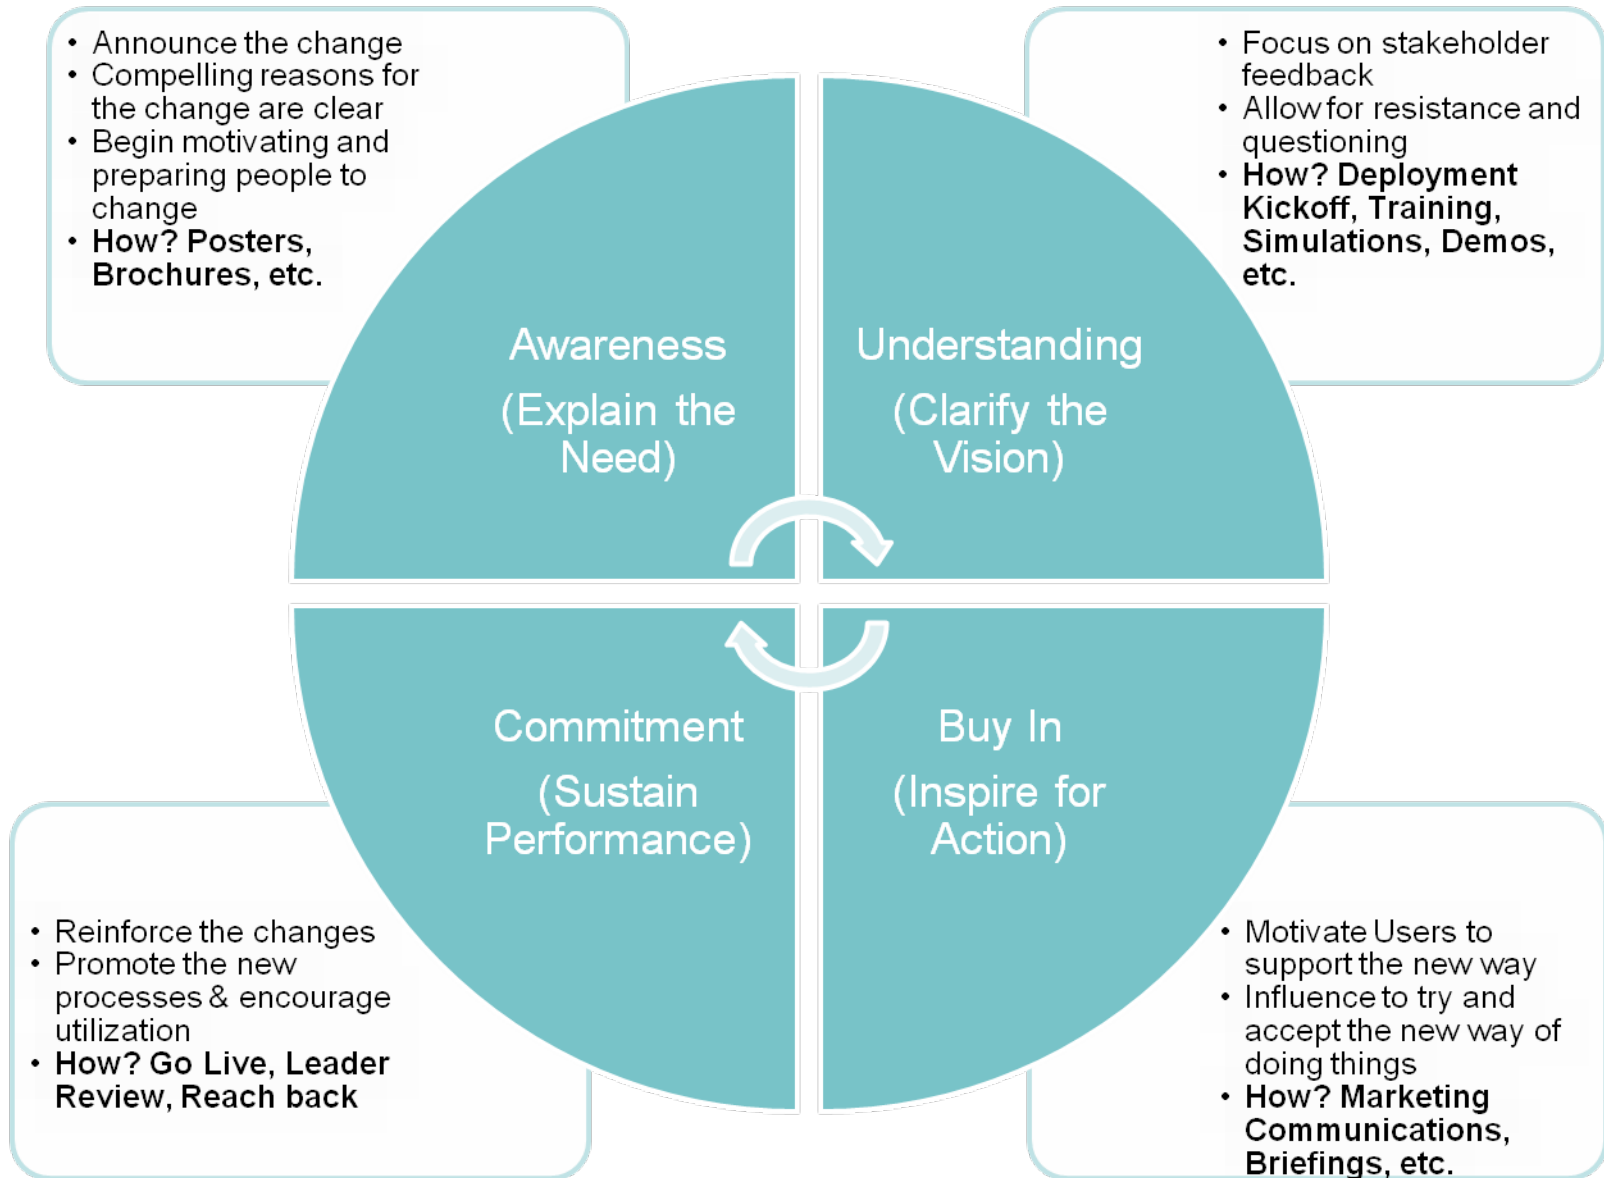 • Announce the change
• Compelling reasons for
the change are clear
• Begin motivating and
preparing people to
change
• How? Posters,
Brochures, etc.
• Focus on stakeholder
feedback
• Allow for resistance and
questioning
• How? Deployment
Kickoff, Training,
Simulations, Demos,
etc.
Awareness
(Explain the
Need)
Understanding
(Clarify the
Vision)
Commitment
(Sustain
Performance)
Buy In
(Inspire for
Action)
• Reinforce the changes
• Promote the new
processes & encourage
utilization
• How? Go Live, Leader
Review, Reach back
• Motivate Users to
support the new way
• Influence to try and
accept the new way of
doing things
• How? Marketing
Communications,
Briefings, etc.